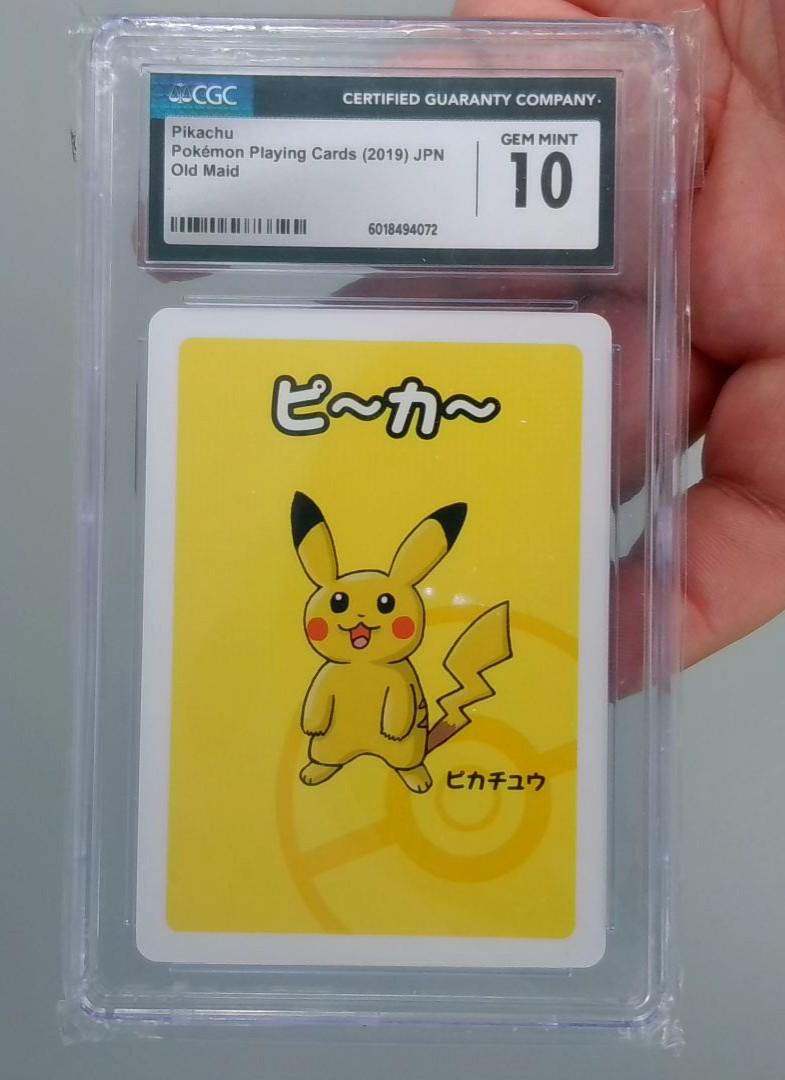 CGC
CERTIFIED GUARANTY COMPANY
Pikachu
Pokémon Playing Cards (2019) JPN
Old Maid
GEM MINT
10
6018494072
ピ〜カ〜
ピカチュウ